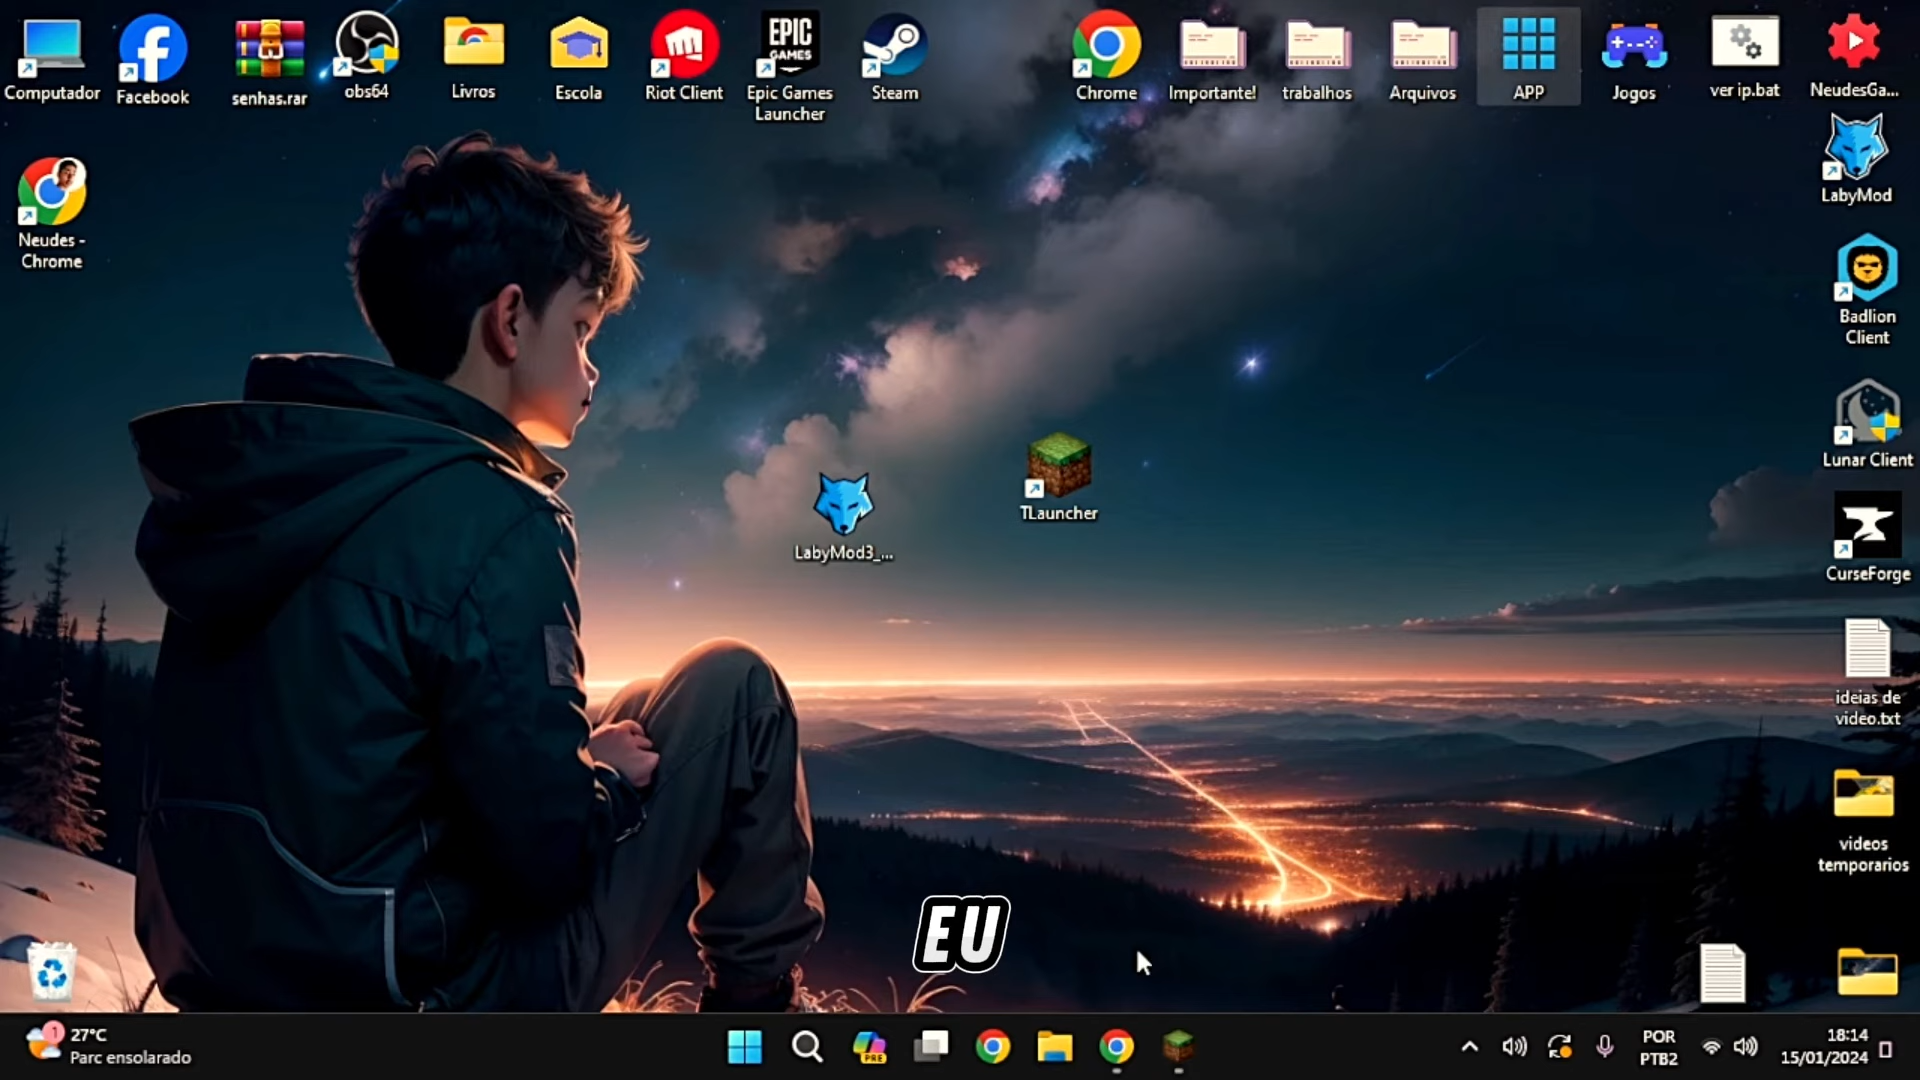 Computador
Facebook
senhas.rar
obs64
Livros
Escola
Riot Client
EPIC
GAMES
Epic Games
Launcher
Steam
Chrome
Importante!
trabalhos
Arquivos
APP
Jogos
ver ip.bat
NeudesGa...
Neudes -
Chrome
LabyMod
Badlion
Client
Lunar Client
CurseForge
LabyMod3_...
TLauncher
ideias de
video.txt
videos
temporarios
EU
1
27°C
Parc ensolarado
PRE
POR
PTB2
18:14
15/01/2024